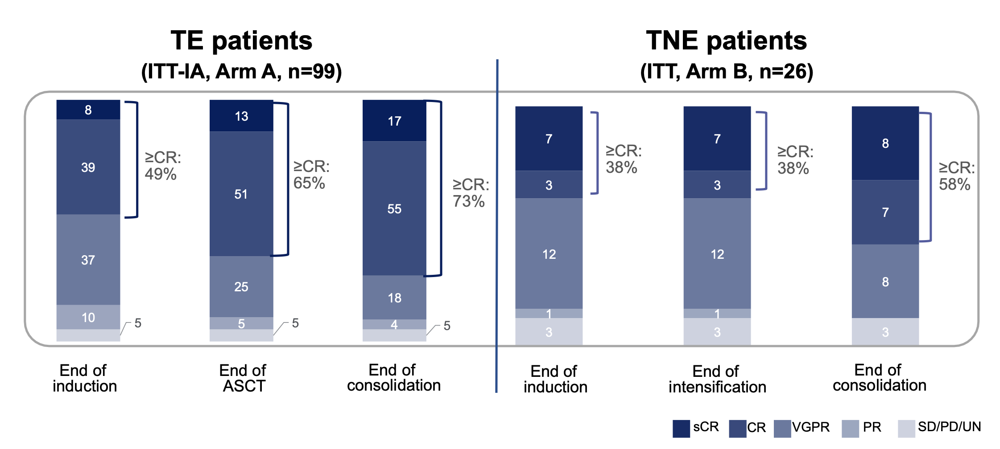 TE patients
(ITT-IA, Arm A, n=99)
TNE patients
(ITT, Arm B, n=26)
8
39
37
10
5
≥CR:
49%
13
51
25
5
5
≥CR:
65%
17
55
18
4
5
≥CR:
73%
7
3
12
1
3
≥CR:
38%
7
3
12
1
3
≥CR:
38%
8
7
8
3
≥CR:
58%
End of
induction
End of
ASCT
End of
consolidation
End of
induction
End of
intensification
End of
consolidation
sCR
CR
VGPR
PR
SD/PD/UN